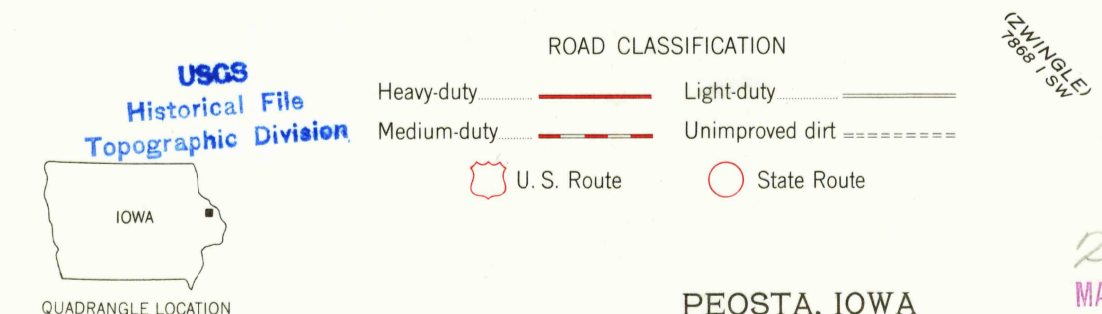 ROAD CLASSIFICATION
Heavy-duty
Light-duty
Medium-duty
Unimproved dirt
U. S. Route
State Route
(ZWINGLE)
7868 I SW
USGS
Historical File
Topographic Division
IOWA
QUADRANGLE LOCATION
PEOSTA, IOWA